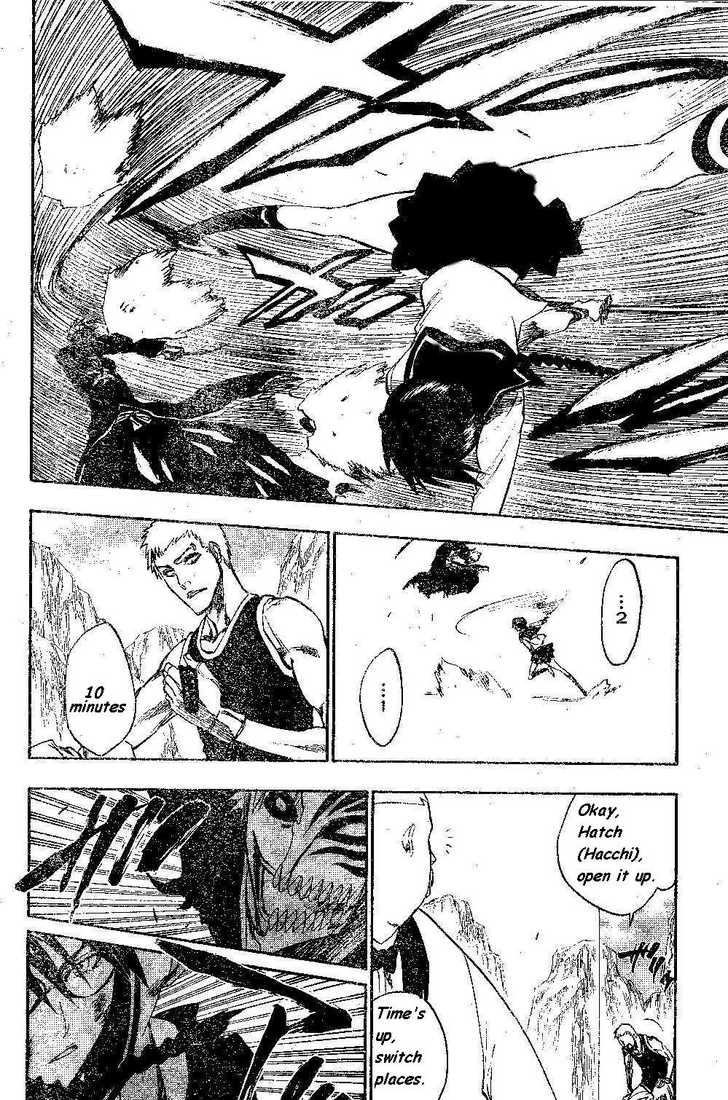 ...2
...1
10
minutes
Okay,
Hatch
(Hacchi),
open it up.
Time's
up,
switch
places.